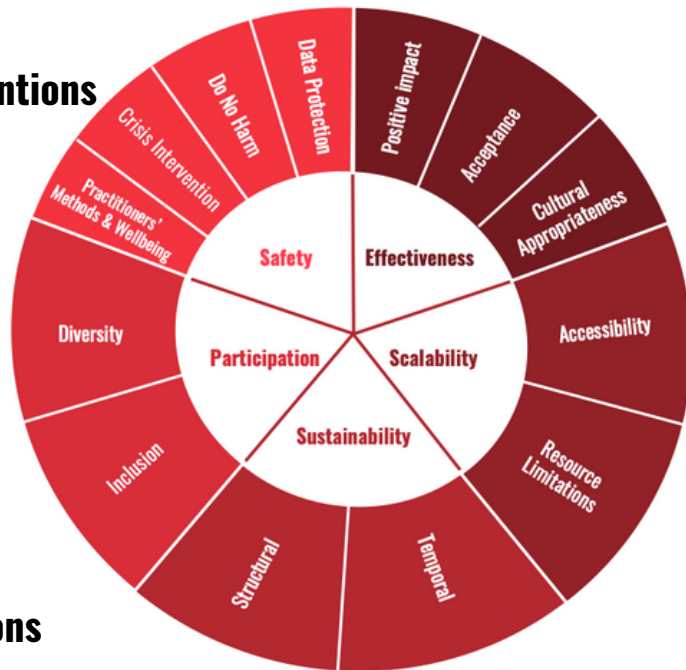 ntions
Data Protection
Do No Harm
Crisis Intervention
Practitioners'
Methods & Wellbeing
Positive impact
Acceptance
Cultural
Appropriateness
Safety
Effectiveness
Diversity
Participation
Scalability
Accessibility
Sustainability
Inclusion
Resource
Limitations
Structural
Temporal
ons